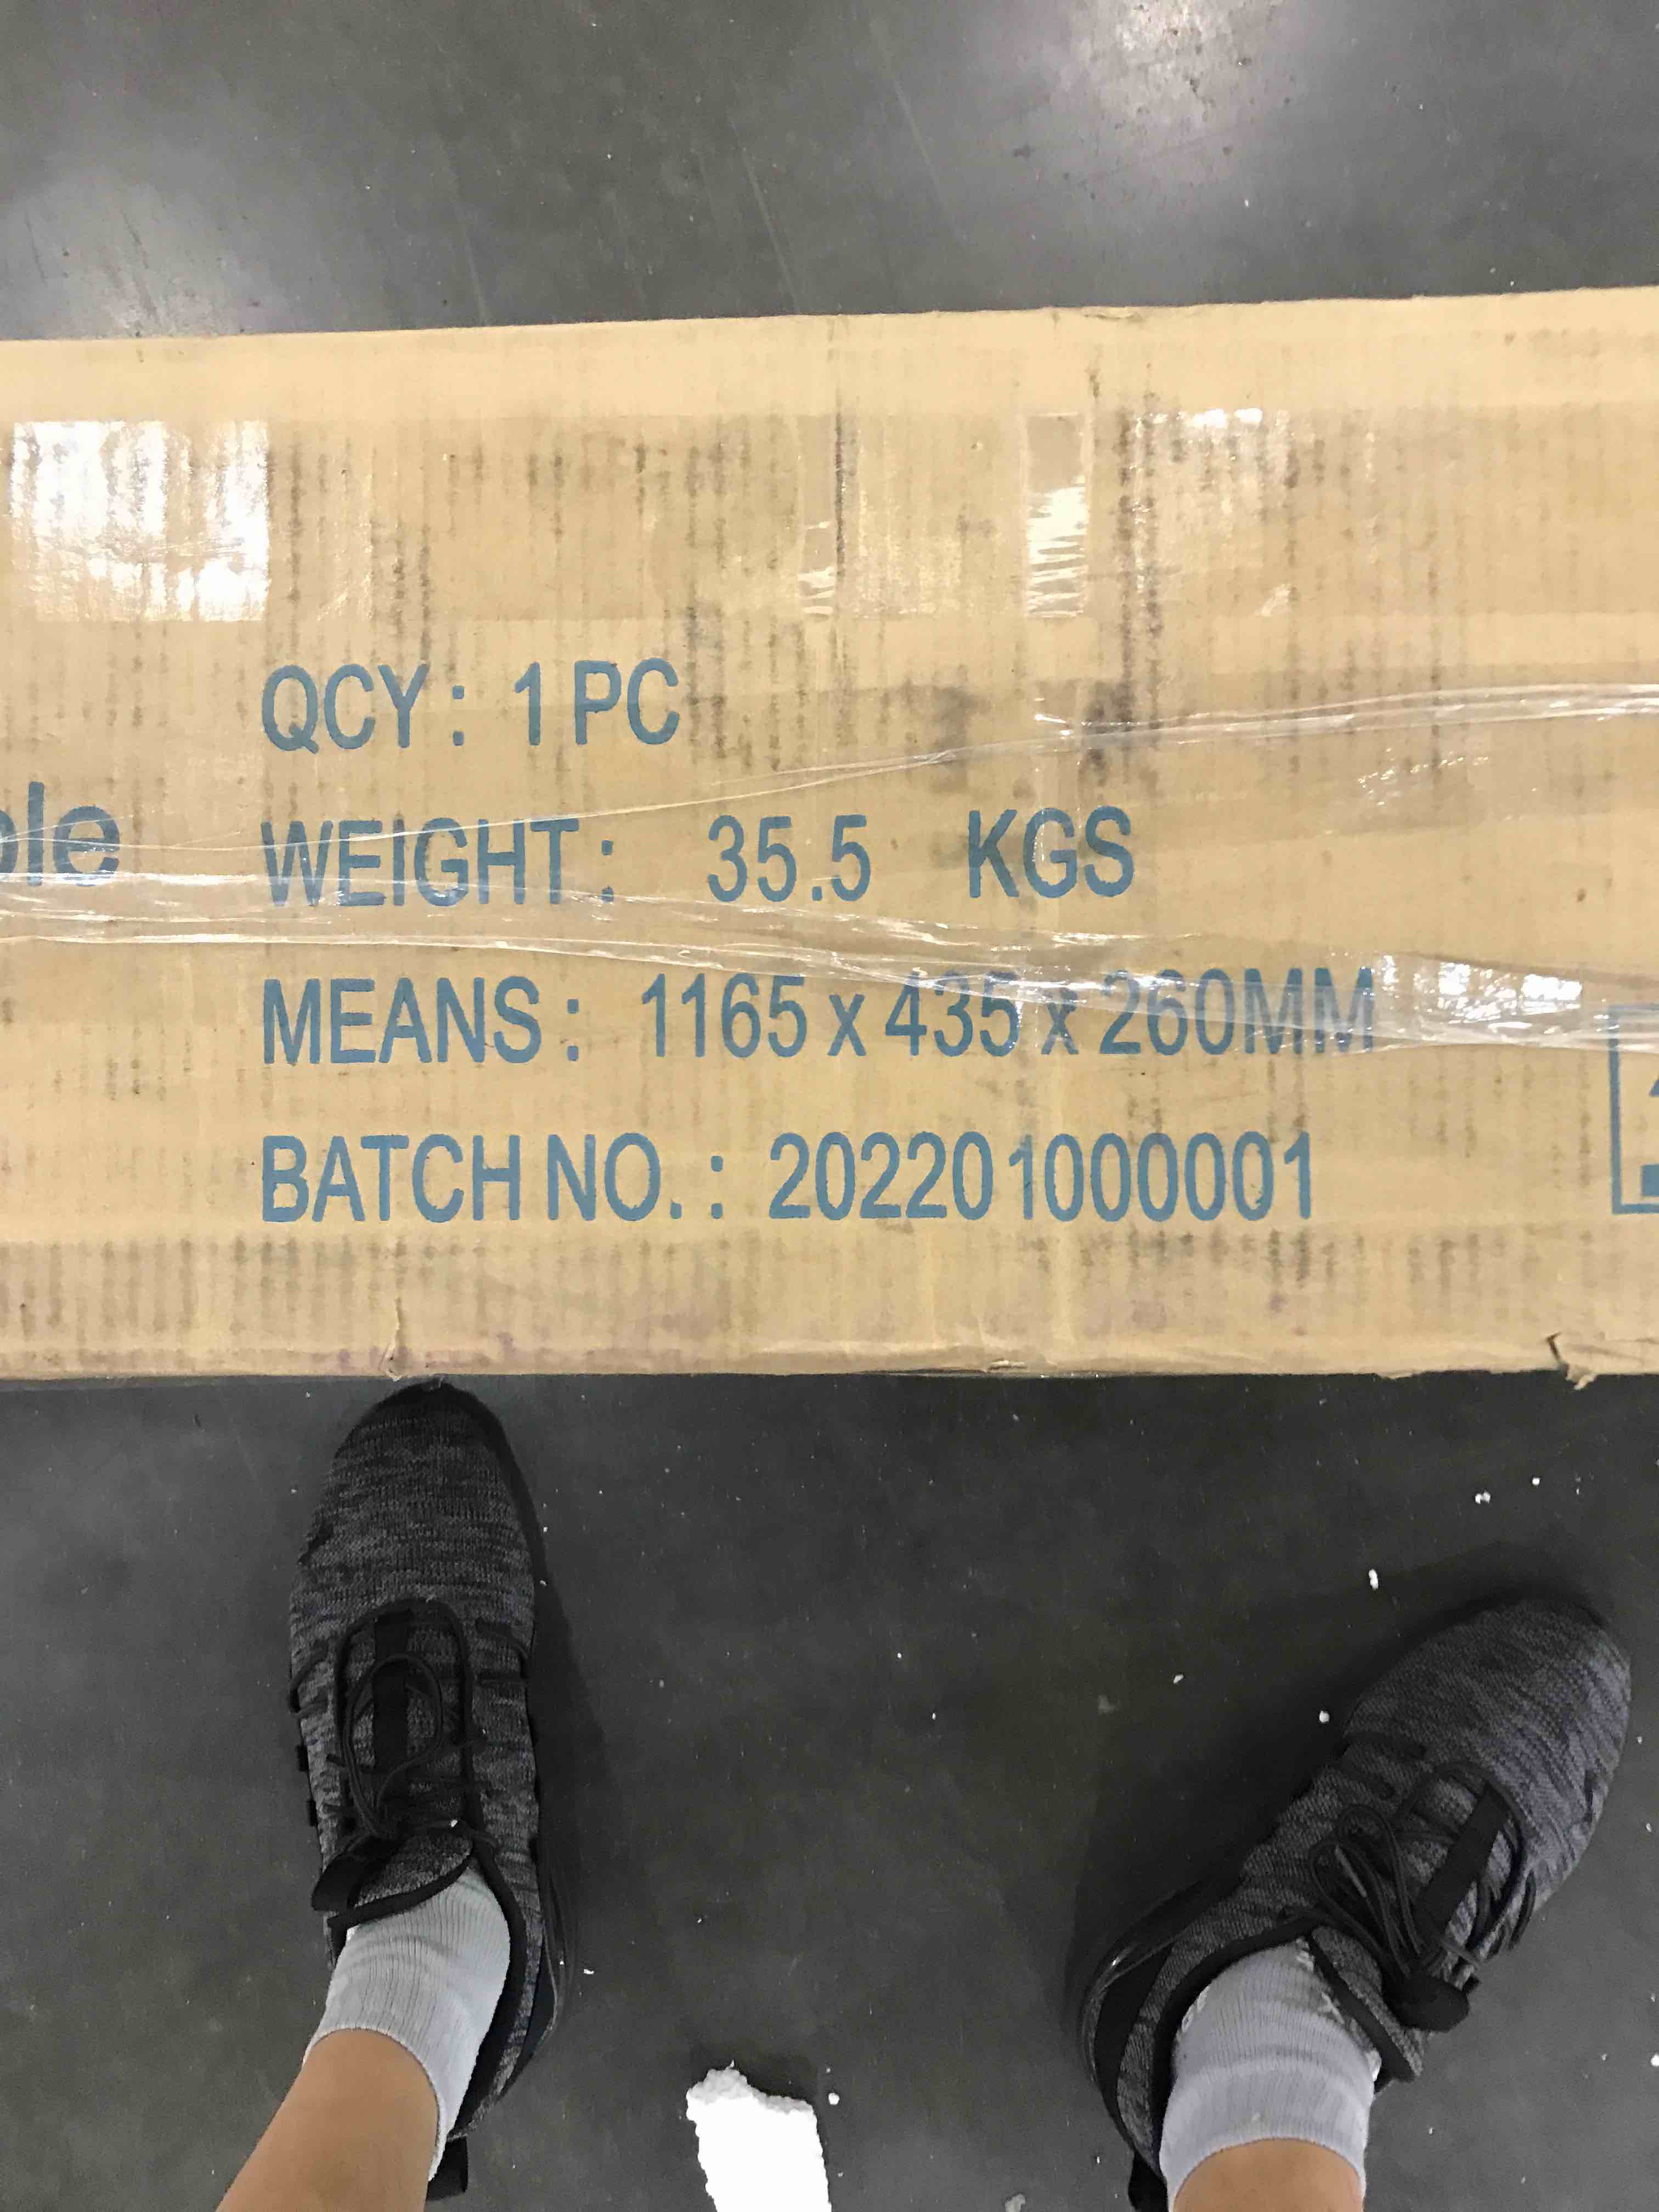 QCY: 1 PC
WEIGHT: 35.5 KGS
MEANS: 1165 x 435 x 260MM
BATCH NO.: 202201000001